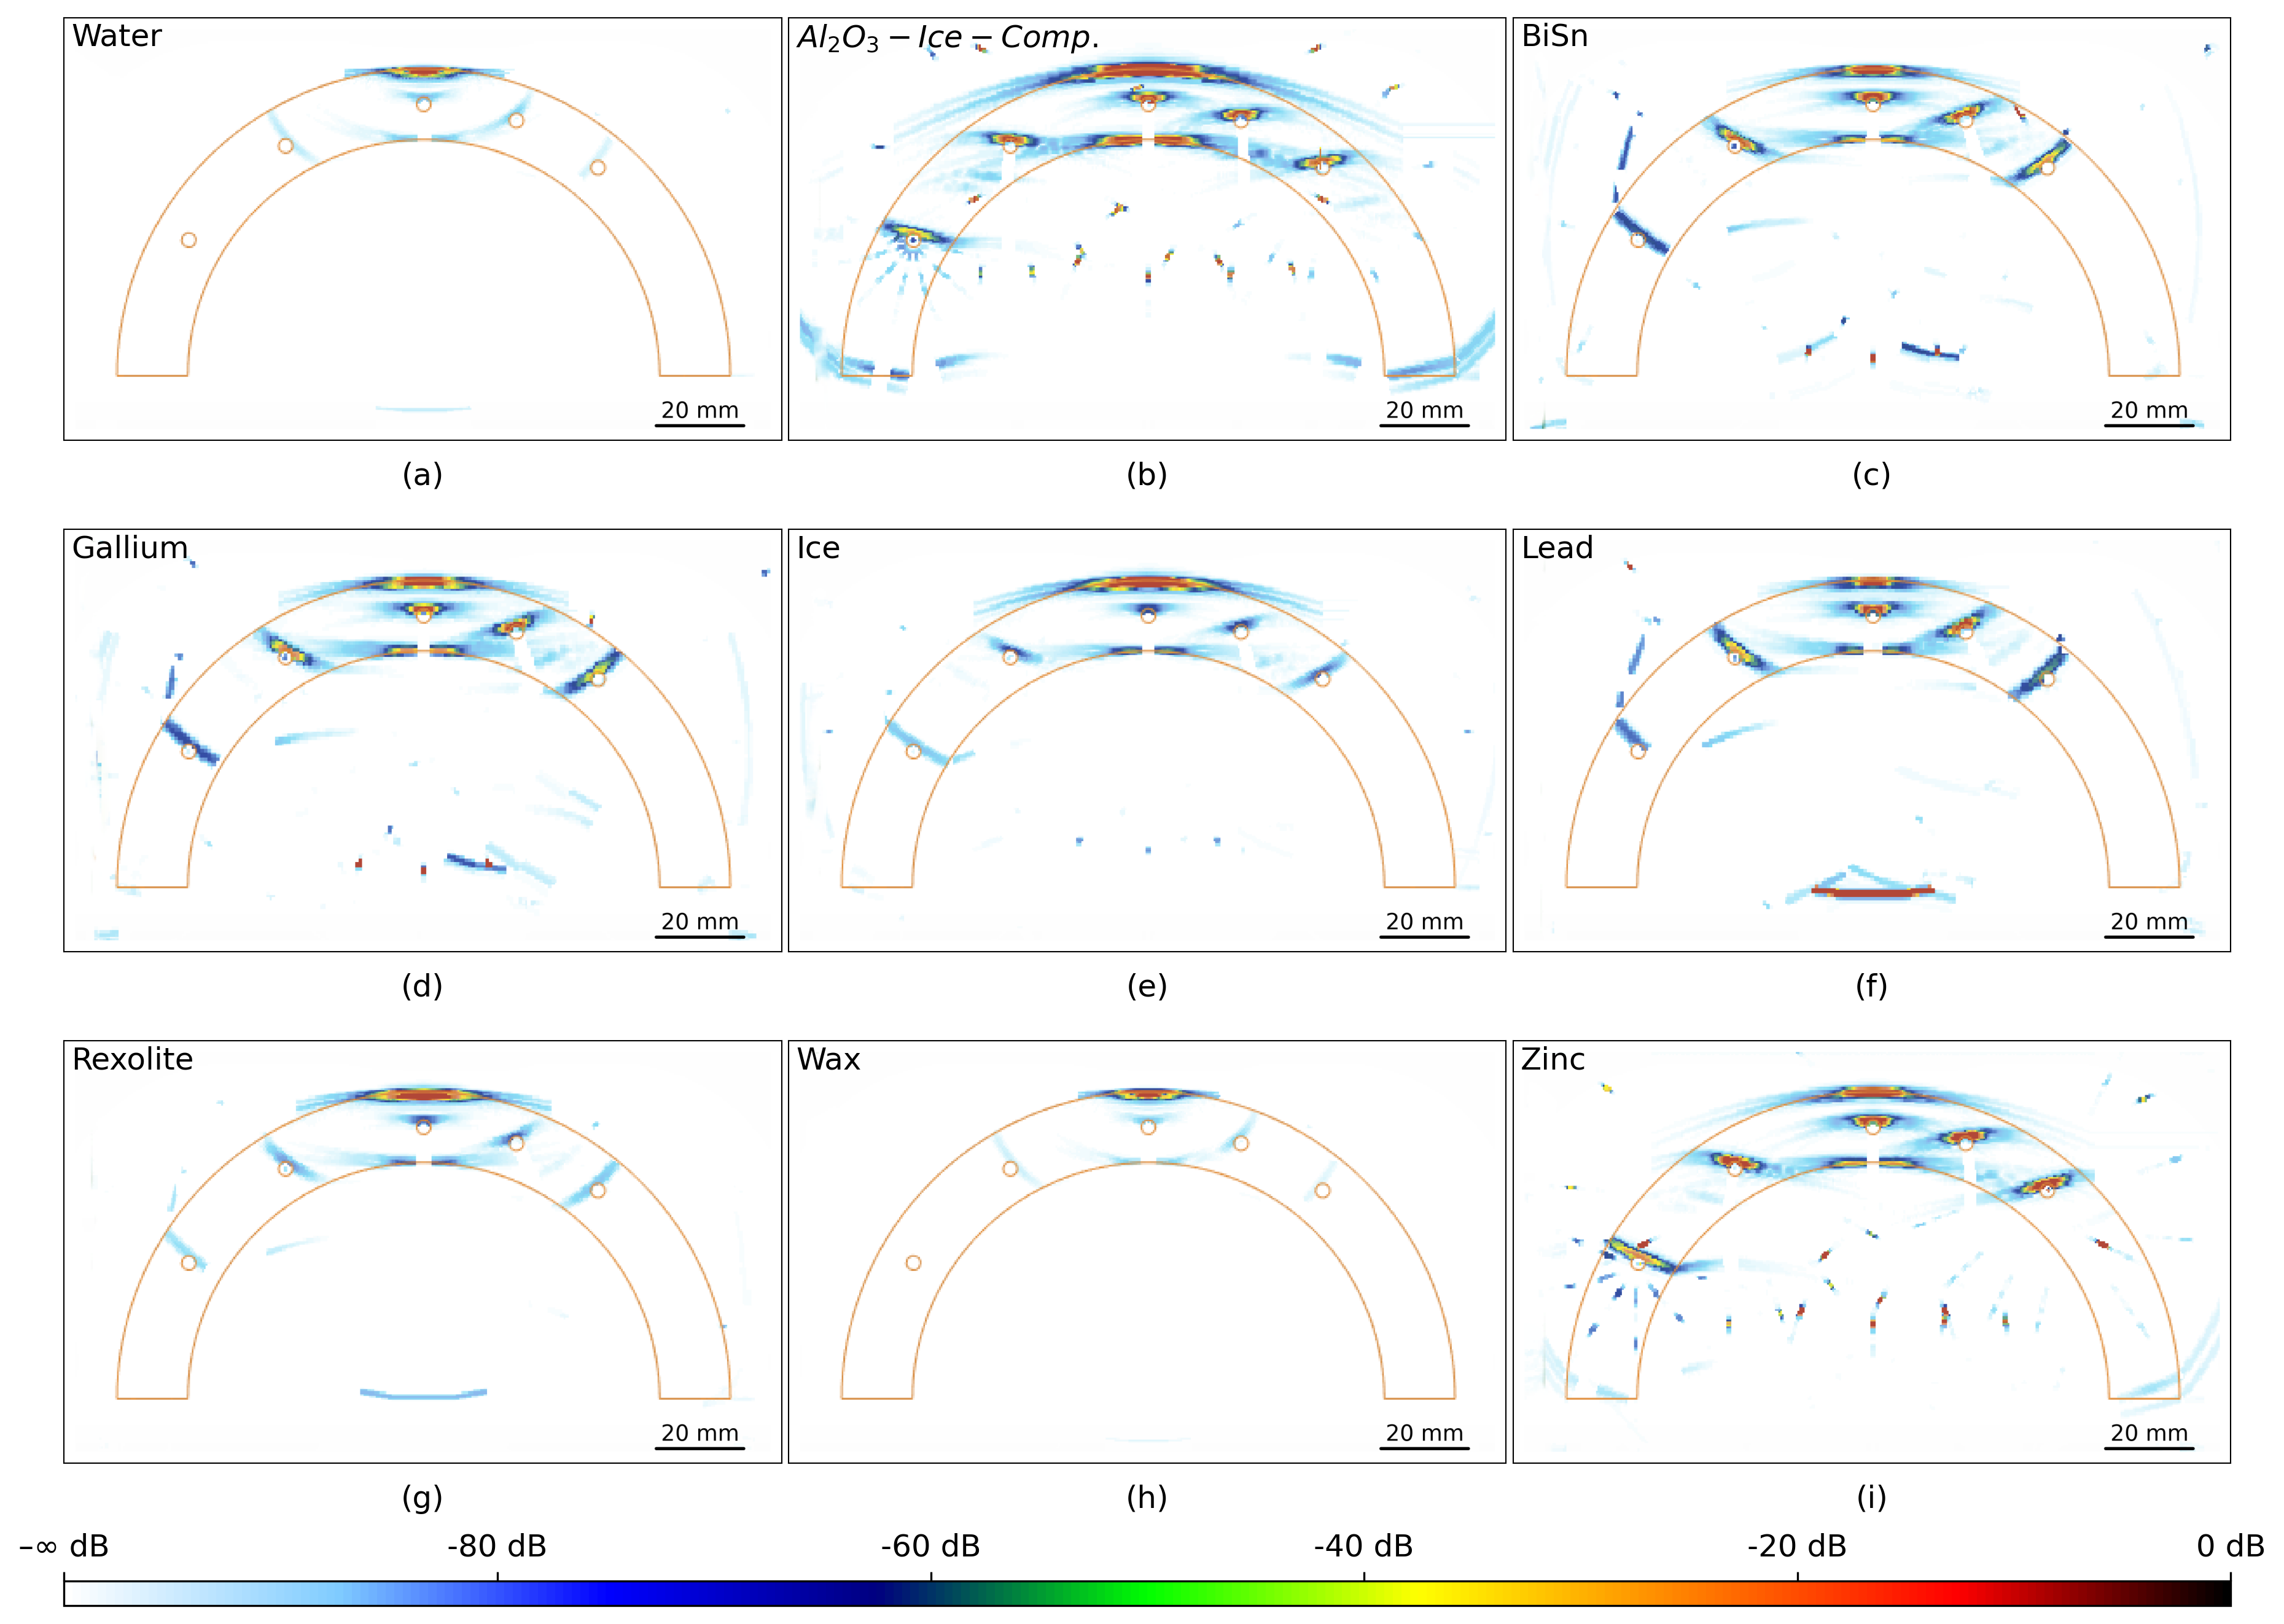 Water
Al₂O₃ – Ice – Comp.
BiSn
20 mm
20 mm
20 mm
(a)
(b)
(c)
Gallium
Ice
Lead
20 mm
20 mm
20 mm
(d)
(e)
(f)
Rexolite
Wax
Zinc
20 mm
20 mm
20 mm
(g)
(h)
(i)
–∞ dB
-80 dB
-60 dB
-40 dB
-20 dB
0 dB